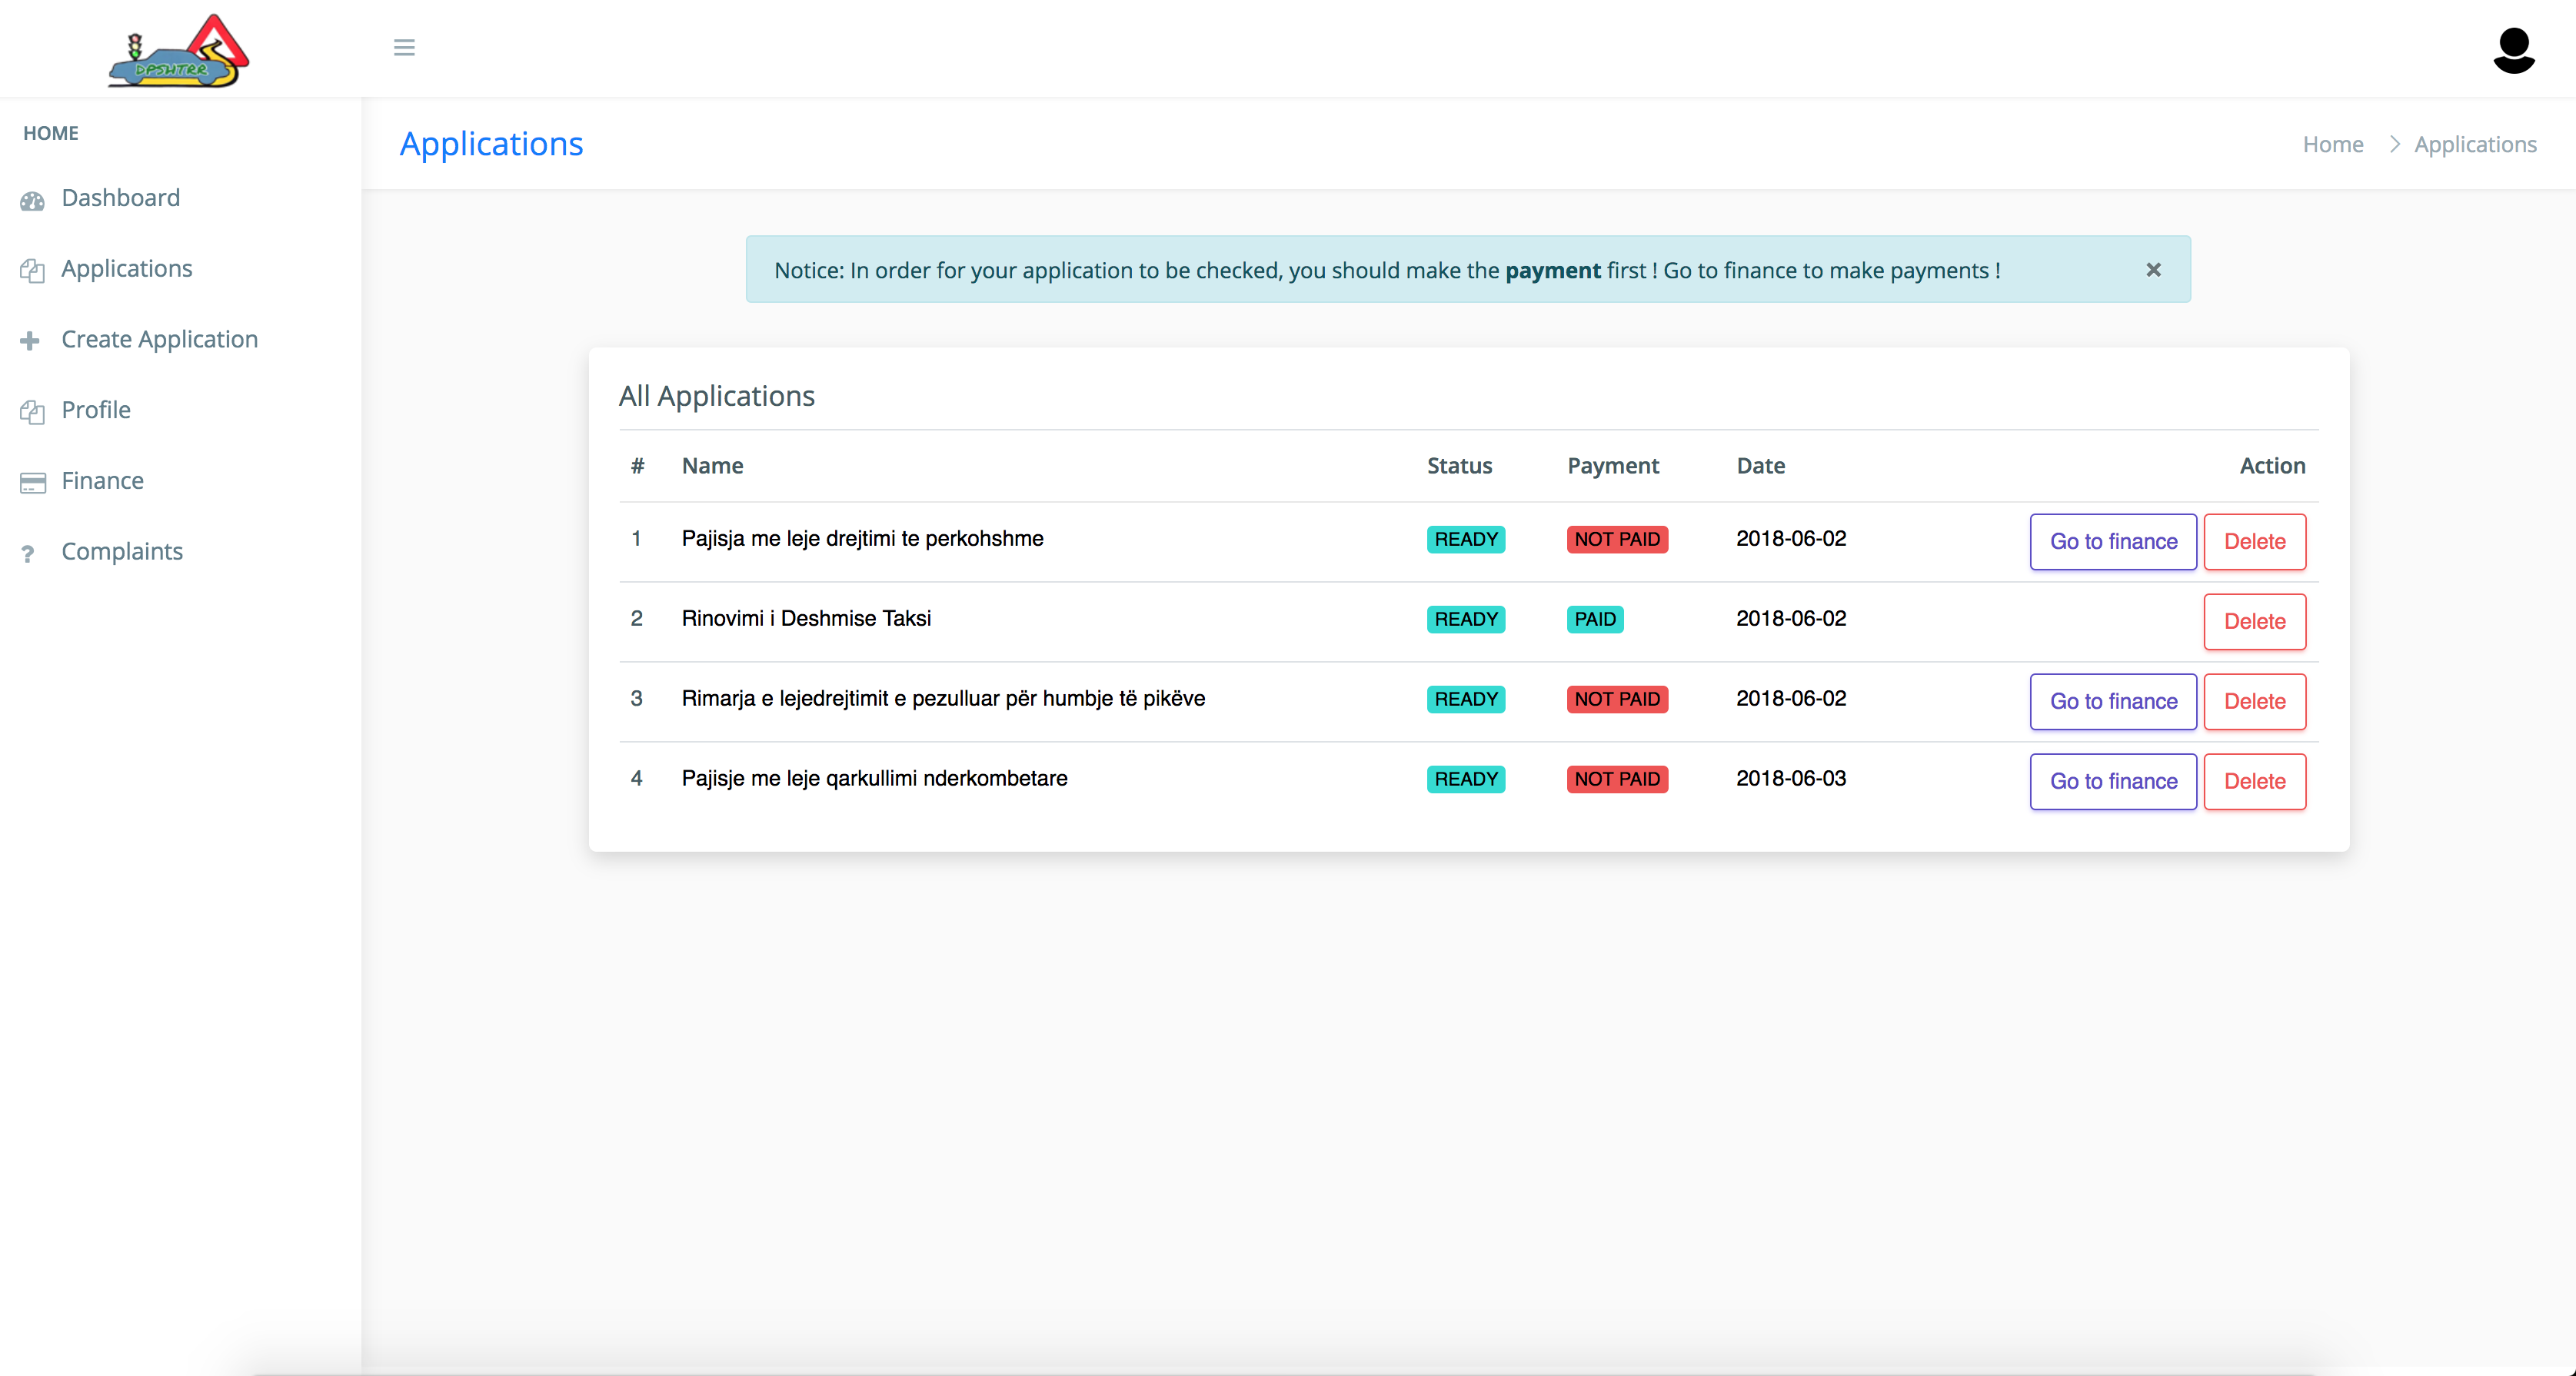 DPSHTRR
HOME
Dashboard
Applications
Create Application
Profile
Finance
Complaints
Applications
Home > Applications
Notice: In order for your application to be checked, you should make the payment first ! Go to finance to make payments ! ×
All Applications
# Name Status Payment Date Action
1 Pajisja me leje drejtimi te perkohshme READY NOT PAID 2018-06-02 Go to finance Delete
2 Rinovimi i Deshmise Taksi READY PAID 2018-06-02 Delete
3 Rimarja e lejedrejtimit e pezulluar për humbje të pikëve READY NOT PAID 2018-06-02 Go to finance Delete
4 Pajisje me leje qarkullimi nderkombetare READY NOT PAID 2018-06-03 Go to finance Delete